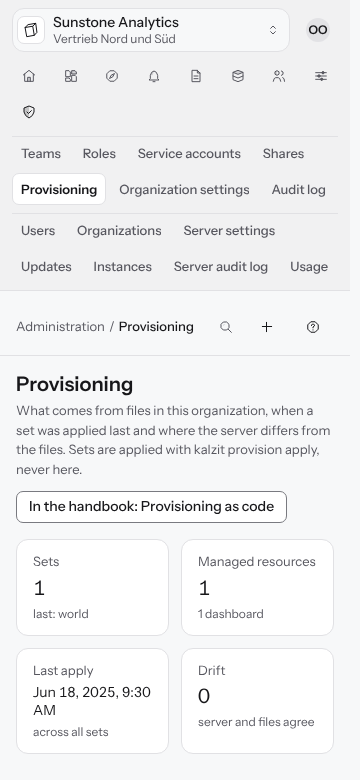 Sunstone Analytics
Vertrieb Nord und Süd
OO
Teams Roles Service accounts Shares
Provisioning Organization settings Audit log
Users Organizations Server settings
Updates Instances Server audit log Usage
Administration / Provisioning
Provisioning
What comes from files in this organization, when a
set was applied last and where the server differs from
the files. Sets are applied with kalzit provision apply,
never here.
In the handbook: Provisioning as code
Sets
1
last: world
Managed resources
1
1 dashboard
Last apply
Jun 18, 2025, 9:30
AM
across all sets
Drift
0
server and files agree